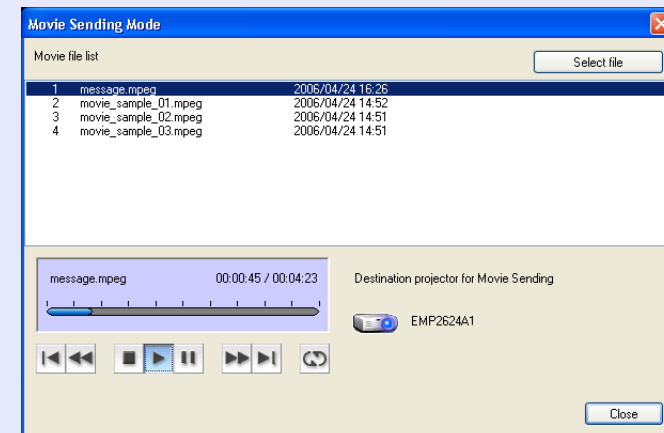 Movie Sending Mode
Movie file list
Select file
1 message.mpeg 2006/04/24 16:26
2 movie_sample_01.mpeg 2006/04/24 14:52
3 movie_sample_02.mpeg 2006/04/24 14:51
4 movie_sample_03.mpeg 2006/04/24 14:51
message.mpeg 00:00:45 / 00:04:23
Destination projector for Movie Sending
EMP2624A1
Close